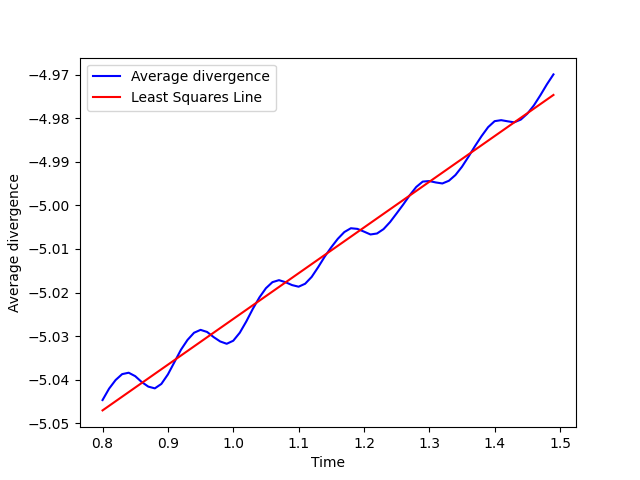 Average divergence
Least Squares Line
Average divergence
−4.97
−4.98
−4.99
−5.00
−5.01
−5.02
−5.03
−5.04
−5.05
0.8 0.9 1.0 1.1 1.2 1.3 1.4 1.5
Time